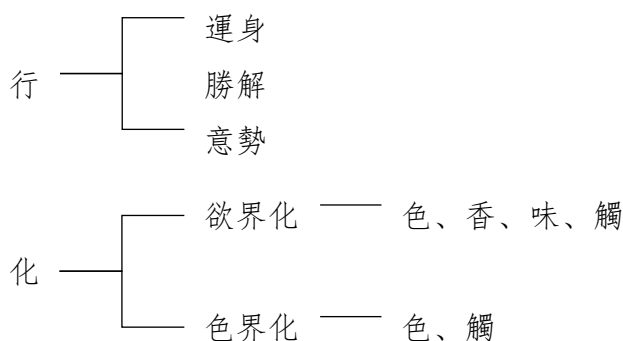 運身
行
勝解
意勢
欲界化 色、香、味、觸
化
色界化 色、觸